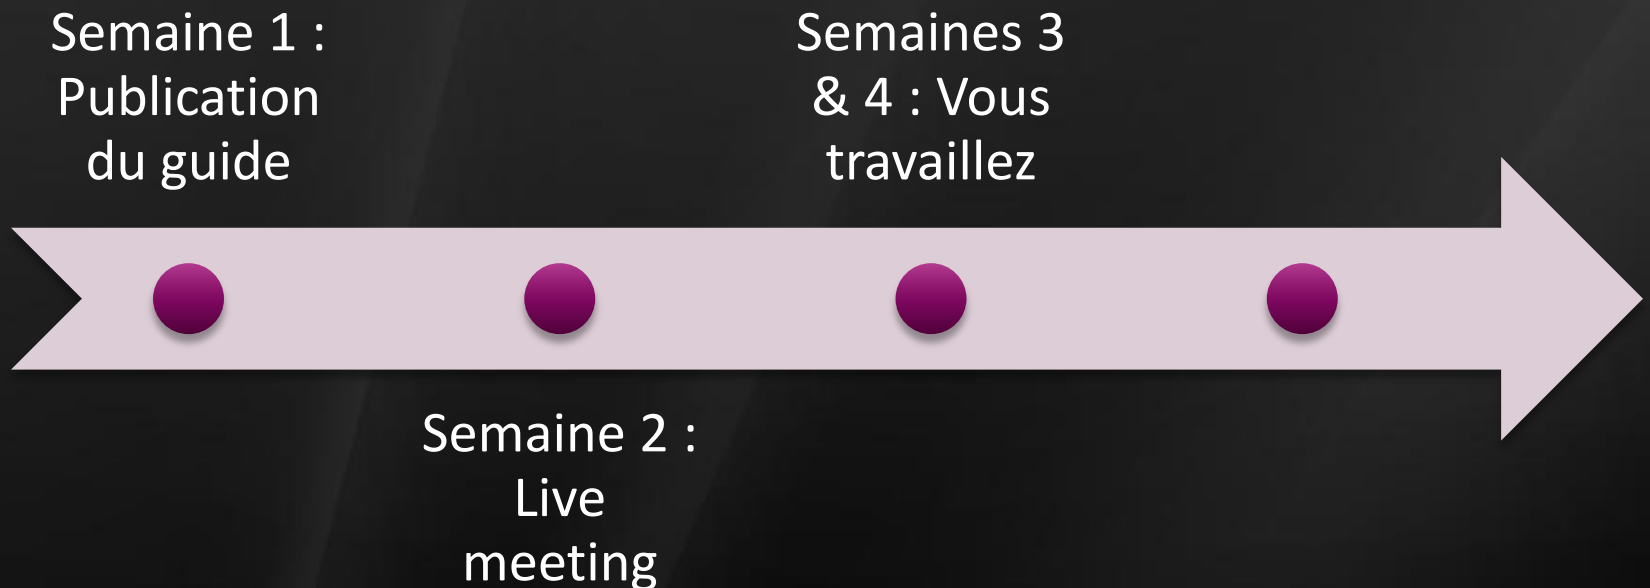 Semaine 1 :
Publication
du guide
Semaine 2 :
Live
meeting
Semaines 3
& 4 : Vous
travaillez